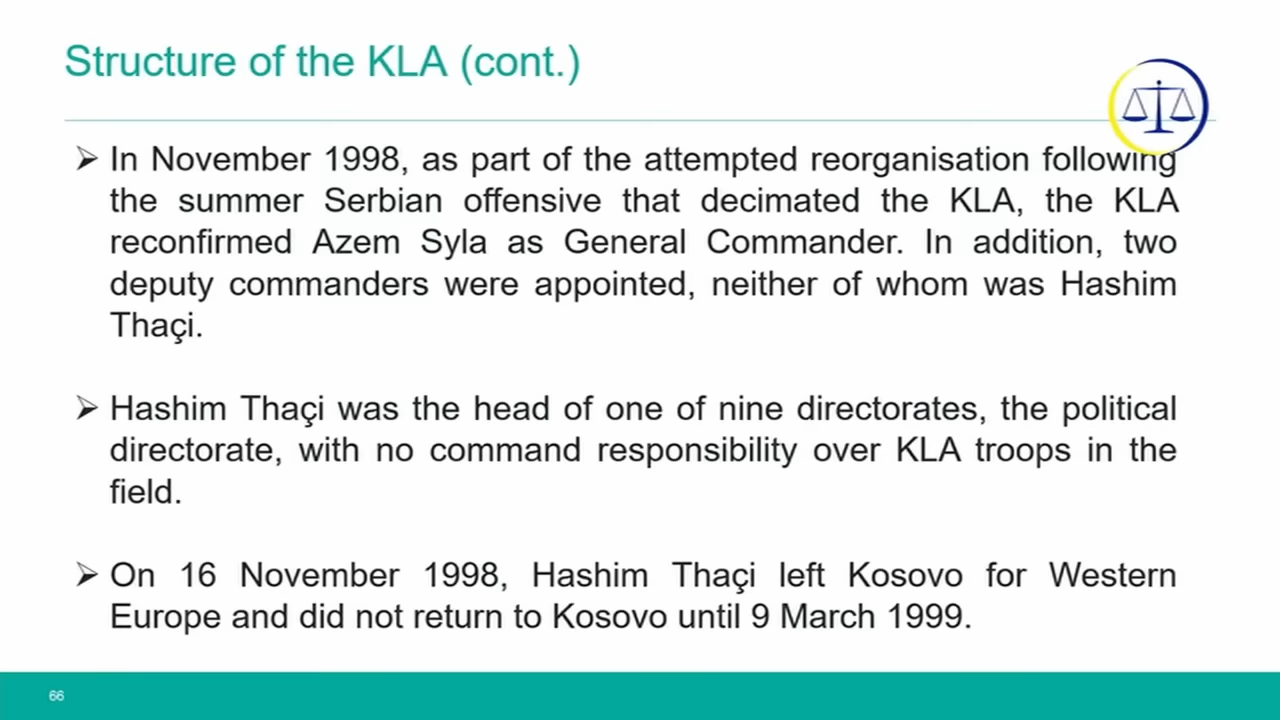 Structure of the KLA (cont.)
➢ In November 1998, as part of the attempted reorganisation following
the summer Serbian offensive that decimated the KLA, the KLA
reconfirmed Azem Syla as General Commander. In addition, two
deputy commanders were appointed, neither of whom was Hashim
Thaçi.
➢ Hashim Thaçi was the head of one of nine directorates, the political
directorate, with no command responsibility over KLA troops in the
field.
➢ On 16 November 1998, Hashim Thaçi left Kosovo for Western
Europe and did not return to Kosovo until 9 March 1999.
66